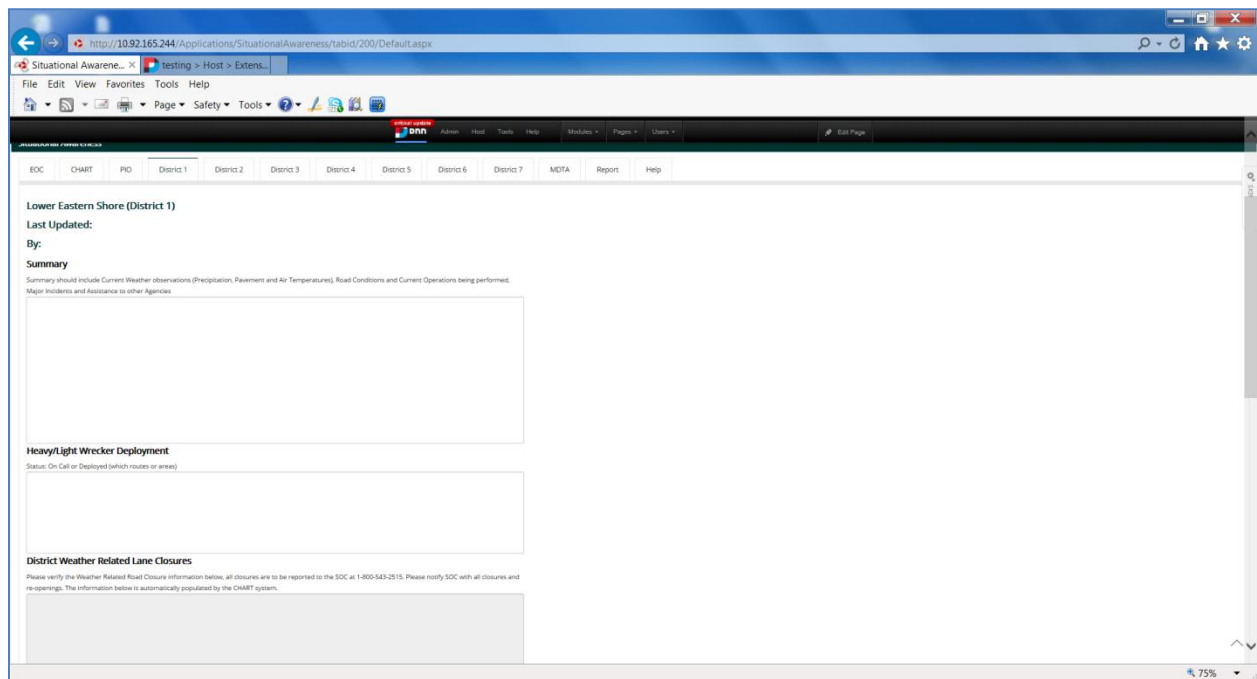 http://10.92.165.244/Applications/SituationalAwareness/tabid/200/Default.aspx
Situational Awarene... testing > Host > Extens...
File Edit View Favorites Tools Help
Page Safety Tools
critical update
DNN Admin Host Tools Help Modules Pages Users Edit Page
Situational Awareness
EOC CHART PIO District 1 District 2 District 3 District 4 District 5 District 6 District 7 MDTA Report Help
Lower Eastern Shore (District 1)
Last Updated:
By:
Summary
Summary should include Current Weather observations (Precipitation, Pavement and Air Temperatures), Road Conditions and Current Operations being performed,
Major Incidents and Assistance to other Agencies
Heavy/Light Wrecker Deployment
Status: On Call or Deployed (which routes or areas)
District Weather Related Lane Closures
Please verify the Weather Related Road Closure information below, all closures are to be reported to the SOC at 1-800-543-2515. Please notify SOC with all closures and
re-openings. The information below is automatically populated by the CHART system.
75%